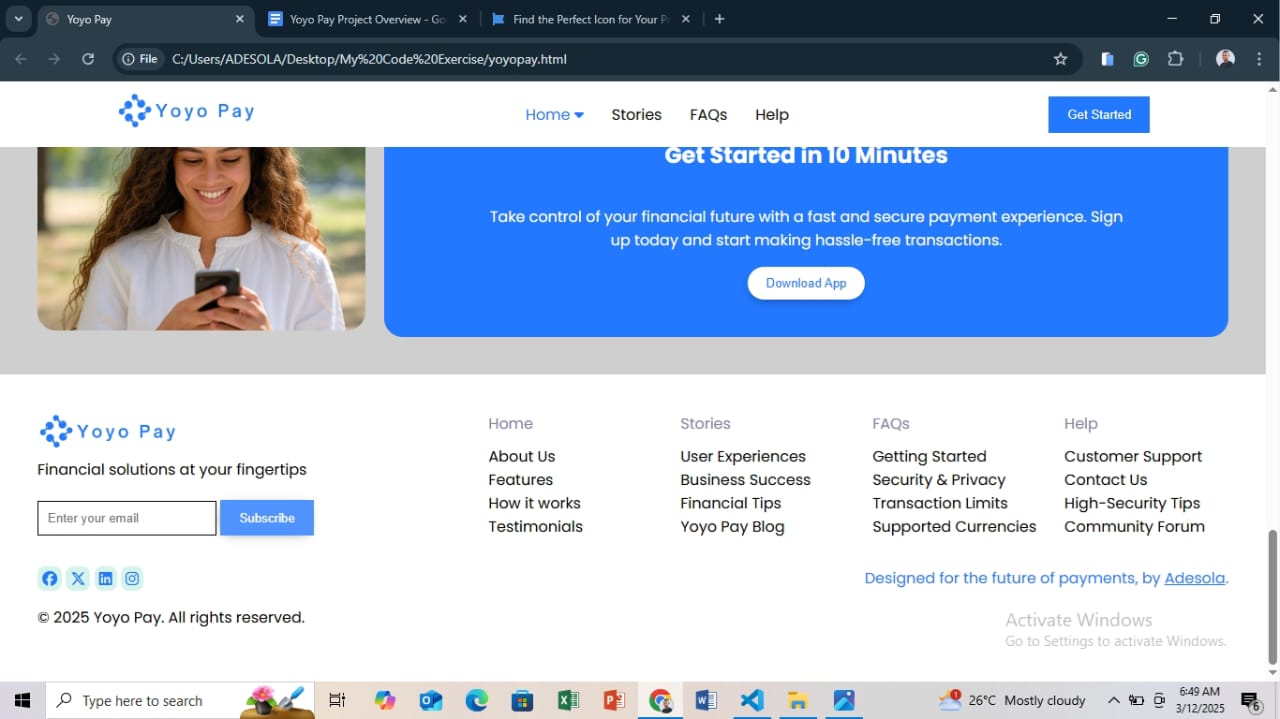 Yoyo Pay
Yoyo Pay Project Overview - Go
Find the Perfect Icon for Your P
File
C:/Users/ADESOLA/Desktop/My%20Code%20Exercise/yoyopay.html
Yoyo Pay
Home
Stories
FAQs
Help
Get Started
Get Started in 10 Minutes
Take control of your financial future with a fast and secure payment experience. Sign
up today and start making hassle-free transactions.
Download App
Yoyo Pay
Financial solutions at your fingertips
Enter your email
Subscribe
Home
About Us
Features
How it works
Testimonials
Stories
User Experiences
Business Success
Financial Tips
Yoyo Pay Blog
FAQs
Getting Started
Security & Privacy
Transaction Limits
Supported Currencies
Help
Customer Support
Contact Us
High-Security Tips
Community Forum
Designed for the future of payments, by Adesola.
© 2025 Yoyo Pay. All rights reserved.
Activate Windows
Go to Settings to activate Windows.
Type here to search
1
26°C Mostly cloudy
6:49 AM
3/12/2025
6